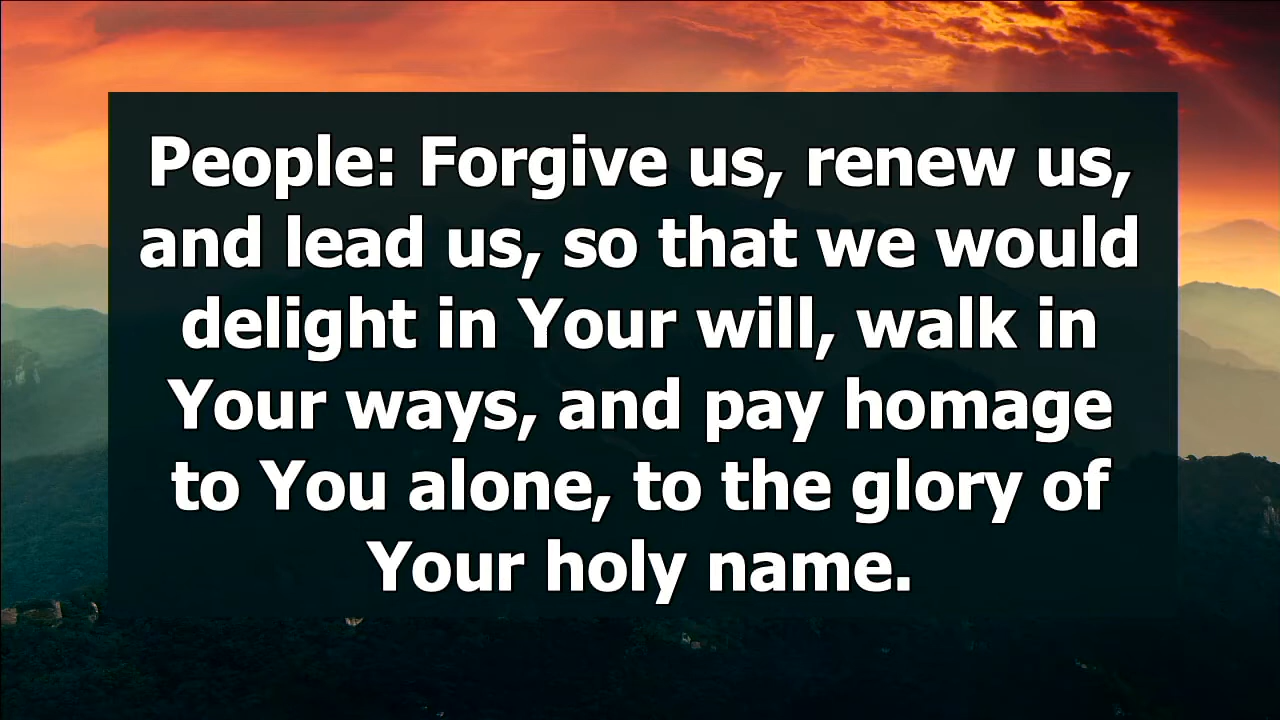 People: Forgive us, renew us,
and lead us, so that we would
delight in Your will, walk in
Your ways, and pay homage
to You alone, to the glory of
Your holy name.